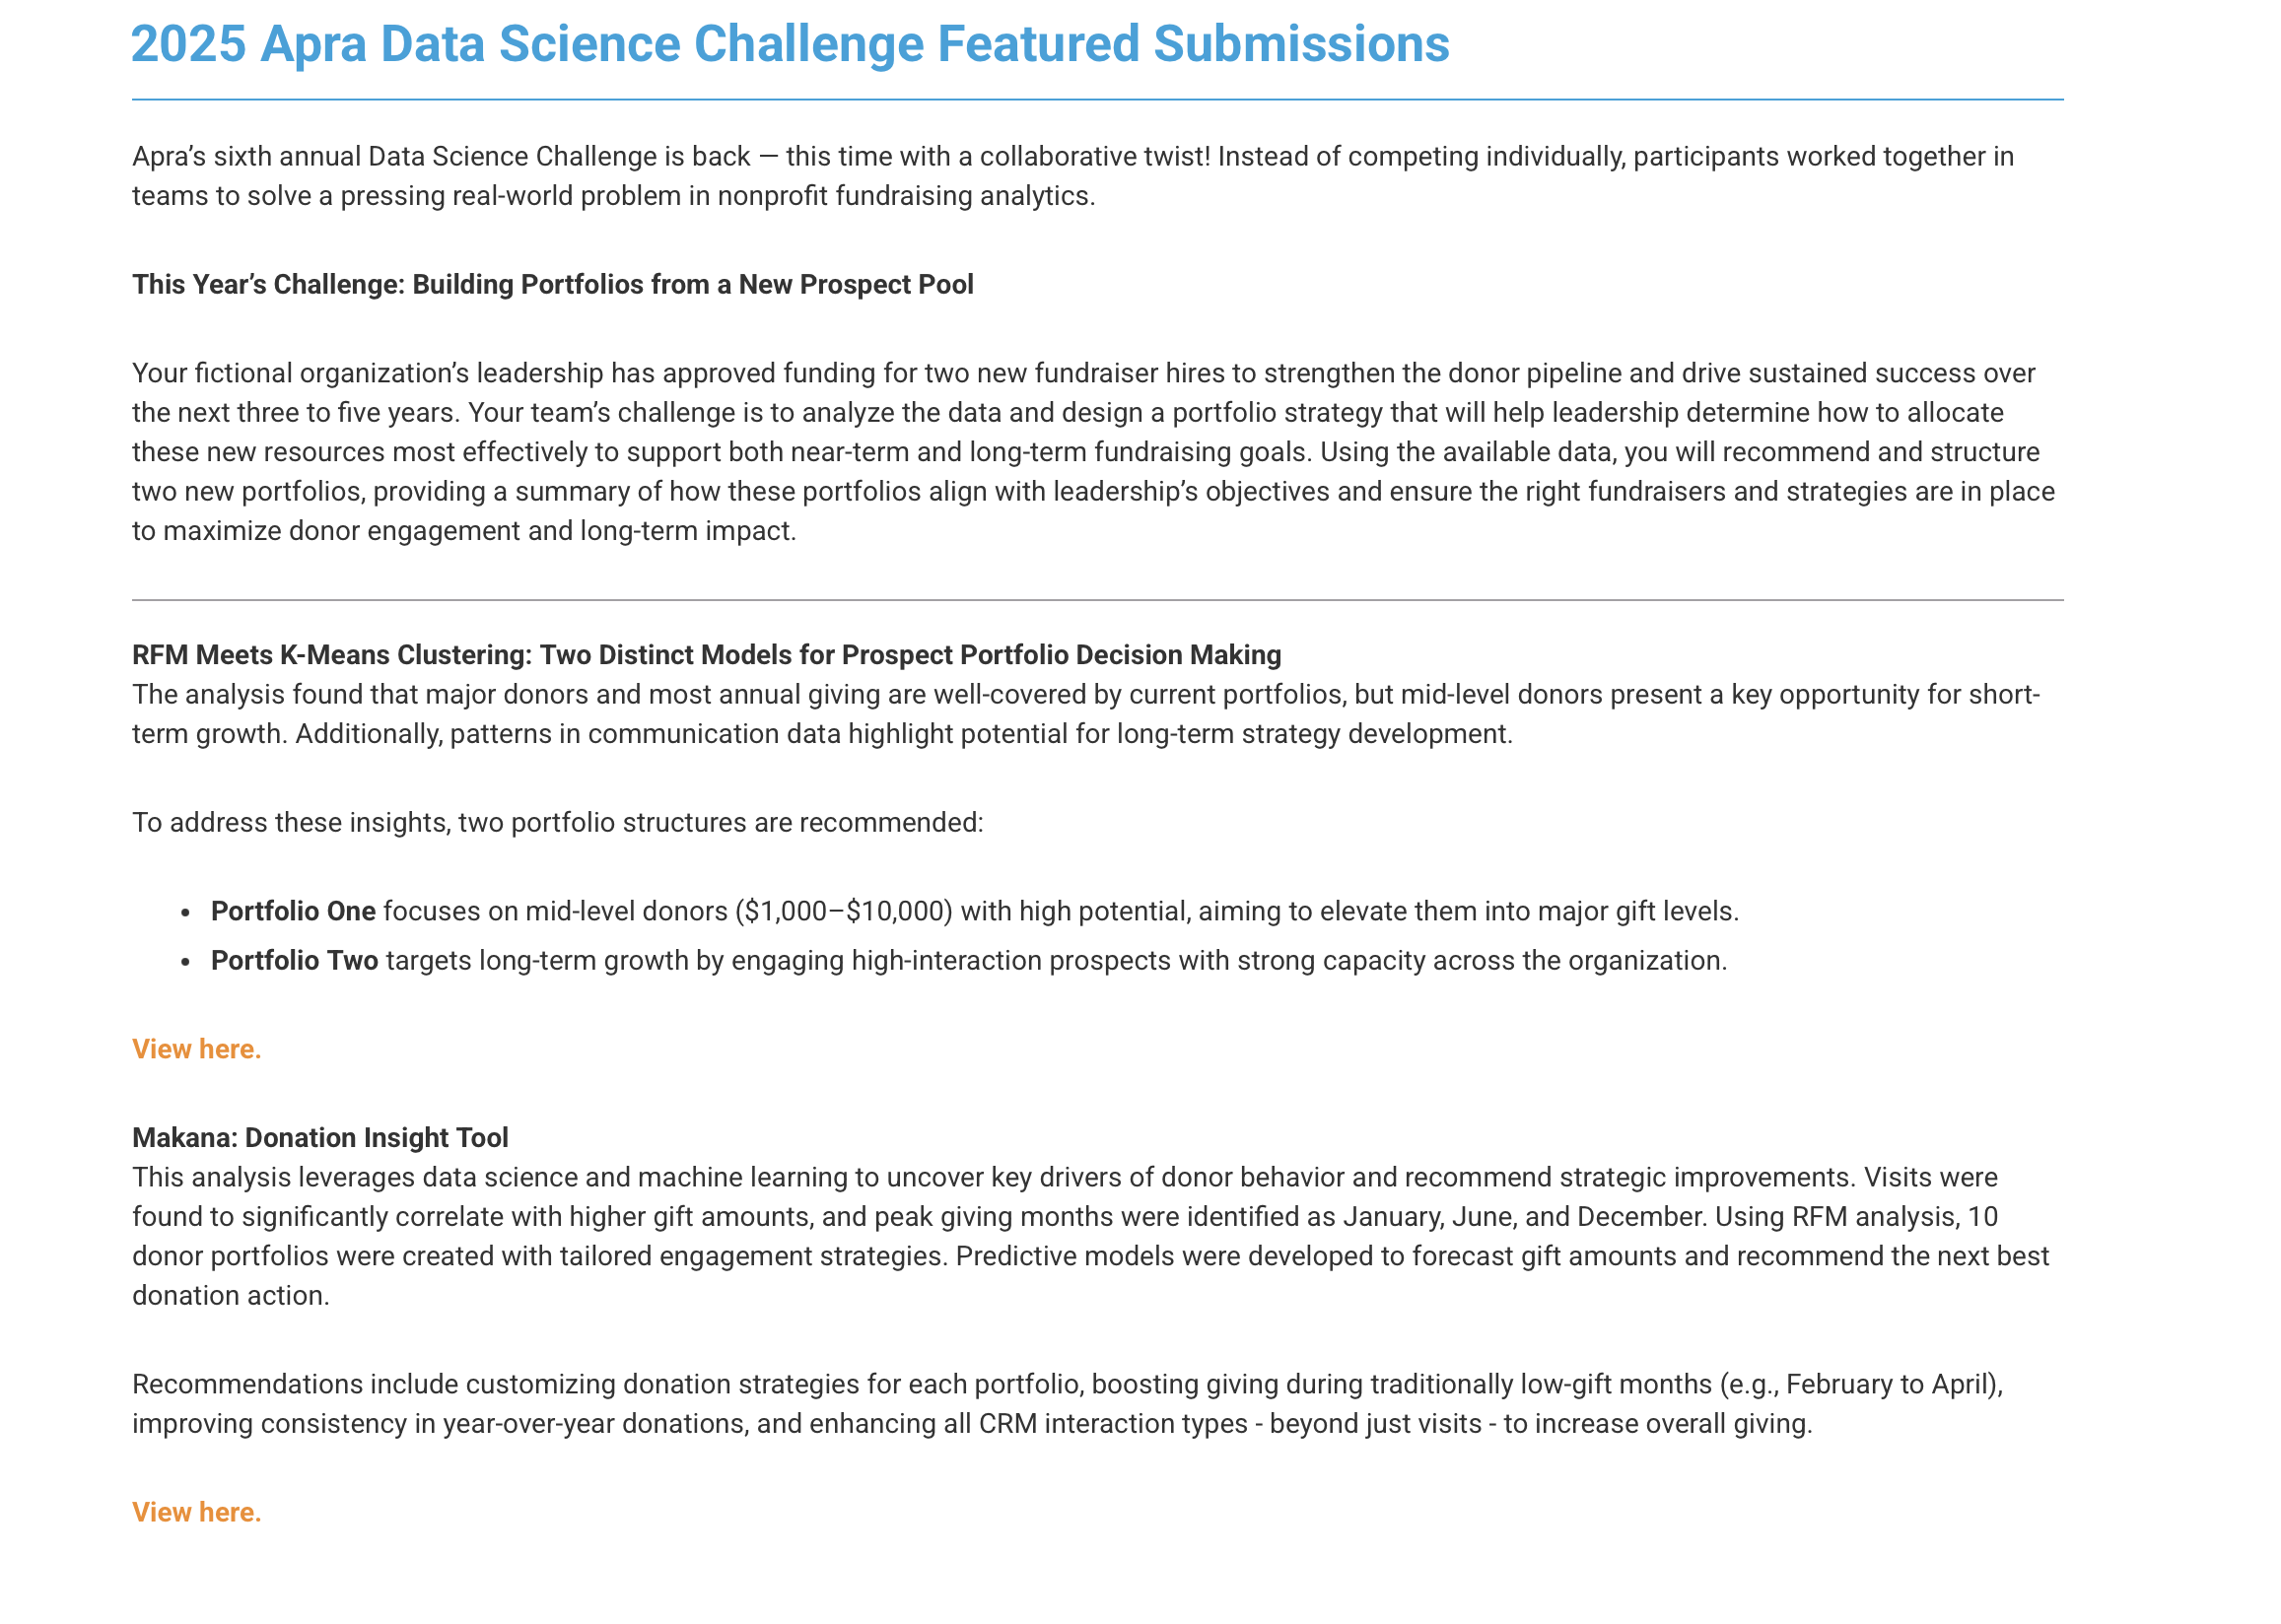 2025 Apra Data Science Challenge Featured Submissions
Apra’s sixth annual Data Science Challenge is back — this time with a collaborative twist! Instead of competing individually, participants worked together in
teams to solve a pressing real-world problem in nonprofit fundraising analytics.
This Year’s Challenge: Building Portfolios from a New Prospect Pool
Your fictional organization’s leadership has approved funding for two new fundraiser hires to strengthen the donor pipeline and drive sustained success over
the next three to five years. Your team’s challenge is to analyze the data and design a portfolio strategy that will help leadership determine how to allocate
these new resources most effectively to support both near-term and long-term fundraising goals. Using the available data, you will recommend and structure
two new portfolios, providing a summary of how these portfolios align with leadership’s objectives and ensure the right fundraisers and strategies are in place
to maximize donor engagement and long-term impact.
RFM Meets K-Means Clustering: Two Distinct Models for Prospect Portfolio Decision Making
The analysis found that major donors and most annual giving are well-covered by current portfolios, but mid-level donors present a key opportunity for short-
term growth. Additionally, patterns in communication data highlight potential for long-term strategy development.
To address these insights, two portfolio structures are recommended:
• Portfolio One focuses on mid-level donors ($1,000–$10,000) with high potential, aiming to elevate them into major gift levels.
• Portfolio Two targets long-term growth by engaging high-interaction prospects with strong capacity across the organization.
View here.
Makana: Donation Insight Tool
This analysis leverages data science and machine learning to uncover key drivers of donor behavior and recommend strategic improvements. Visits were
found to significantly correlate with higher gift amounts, and peak giving months were identified as January, June, and December. Using RFM analysis, 10
donor portfolios were created with tailored engagement strategies. Predictive models were developed to forecast gift amounts and recommend the next best
donation action.
Recommendations include customizing donation strategies for each portfolio, boosting giving during traditionally low-gift months (e.g., February to April),
improving consistency in year-over-year donations, and enhancing all CRM interaction types - beyond just visits - to increase overall giving.
View here.